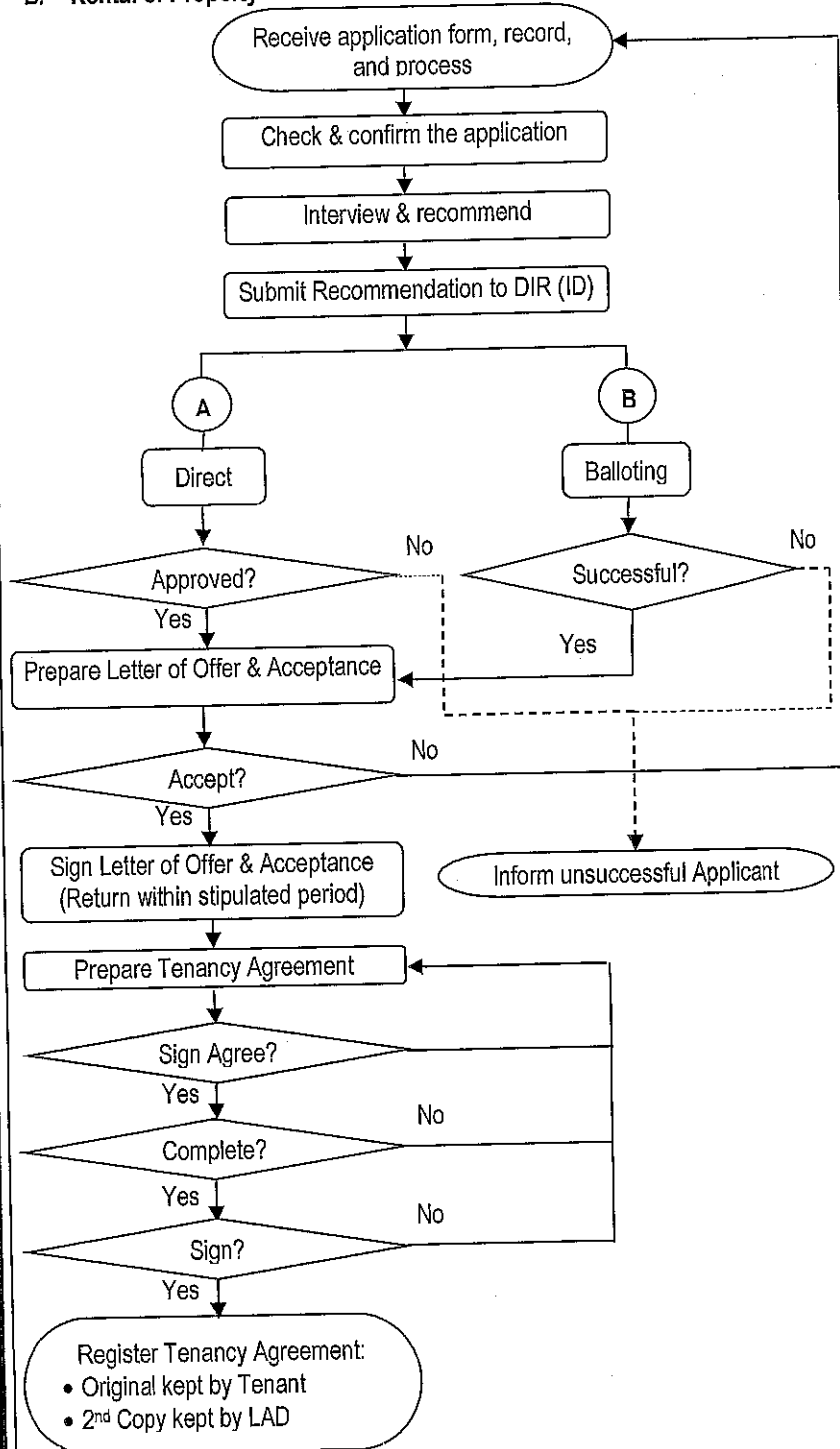 B. Rental of Property
Receive application form, record,
and process
Check & confirm the application
Interview & recommend
Submit Recommendation to DIR (ID)
A
B
Direct
Balloting
No
No
Approved?
Successful?
Yes
Yes
Prepare Letter of Offer & Acceptance
No
Accept?
Yes
Sign Letter of Offer & Acceptance
(Return within stipulated period)
Inform unsuccessful Applicant
Prepare Tenancy Agreement
Sign Agree?
Yes
No
Complete?
Yes
No
Sign?
Yes
Register Tenancy Agreement:
• Original kept by Tenant
• 2nd Copy kept by LAD